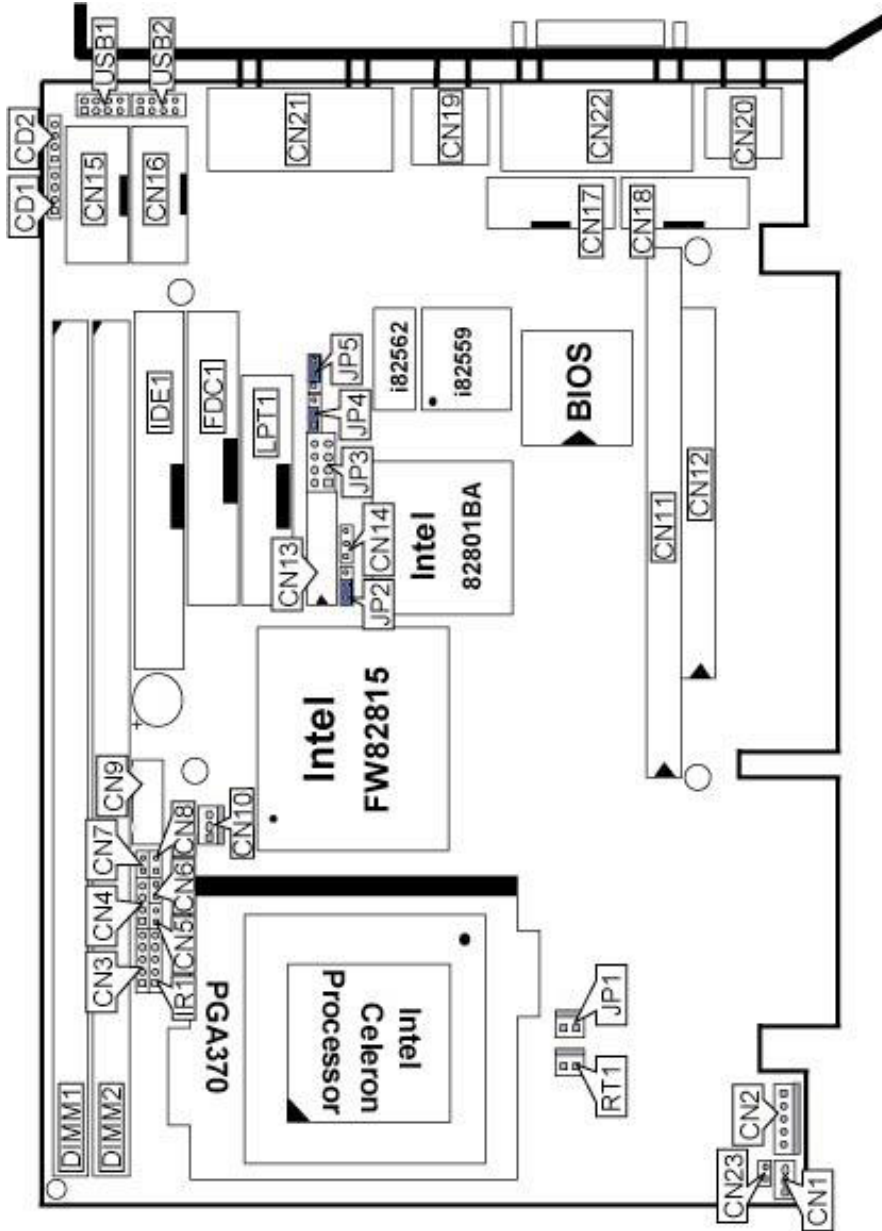 USB1
USB2
CD2
CD1
CN15
CN16
CN21
CN19
CN22
CN20
CN17
CN18
IDE1
FDC1
LPT1
JP5
JP4
JP3
i82562
i82559
BIOS
CN13
CN14
JP2
Intel
82801BA
CN11
CN12
Intel
FW82815
+
CN9
CN10
CN7
CN8
CN4
CN6
CN3
CN5
IR1
PGA370
Intel
Celeron
Processor
JP1
RT1
DIMM1
DIMM2
CN2
CN23
CN1